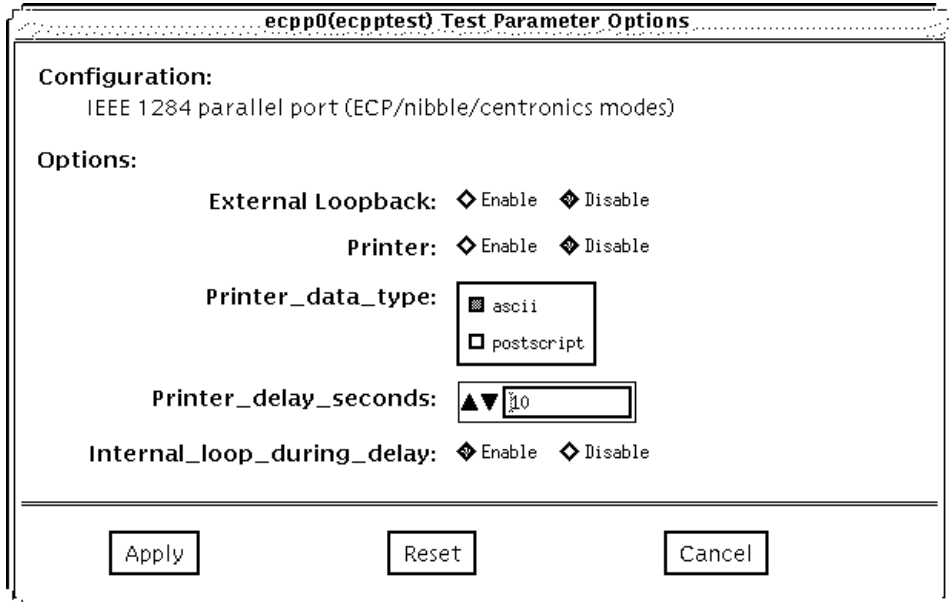 ecpp0(ecpptest) Test Parameter Options
Configuration:
IEEE 1284 parallel port (ECP/nibble/centronics modes)
Options:
External Loopback: Enable Disable
Printer: Enable Disable
Printer_data_type: ascii
postscript
Printer_delay_seconds: 10
Internal_loop_during_delay: Enable Disable
Apply Reset Cancel